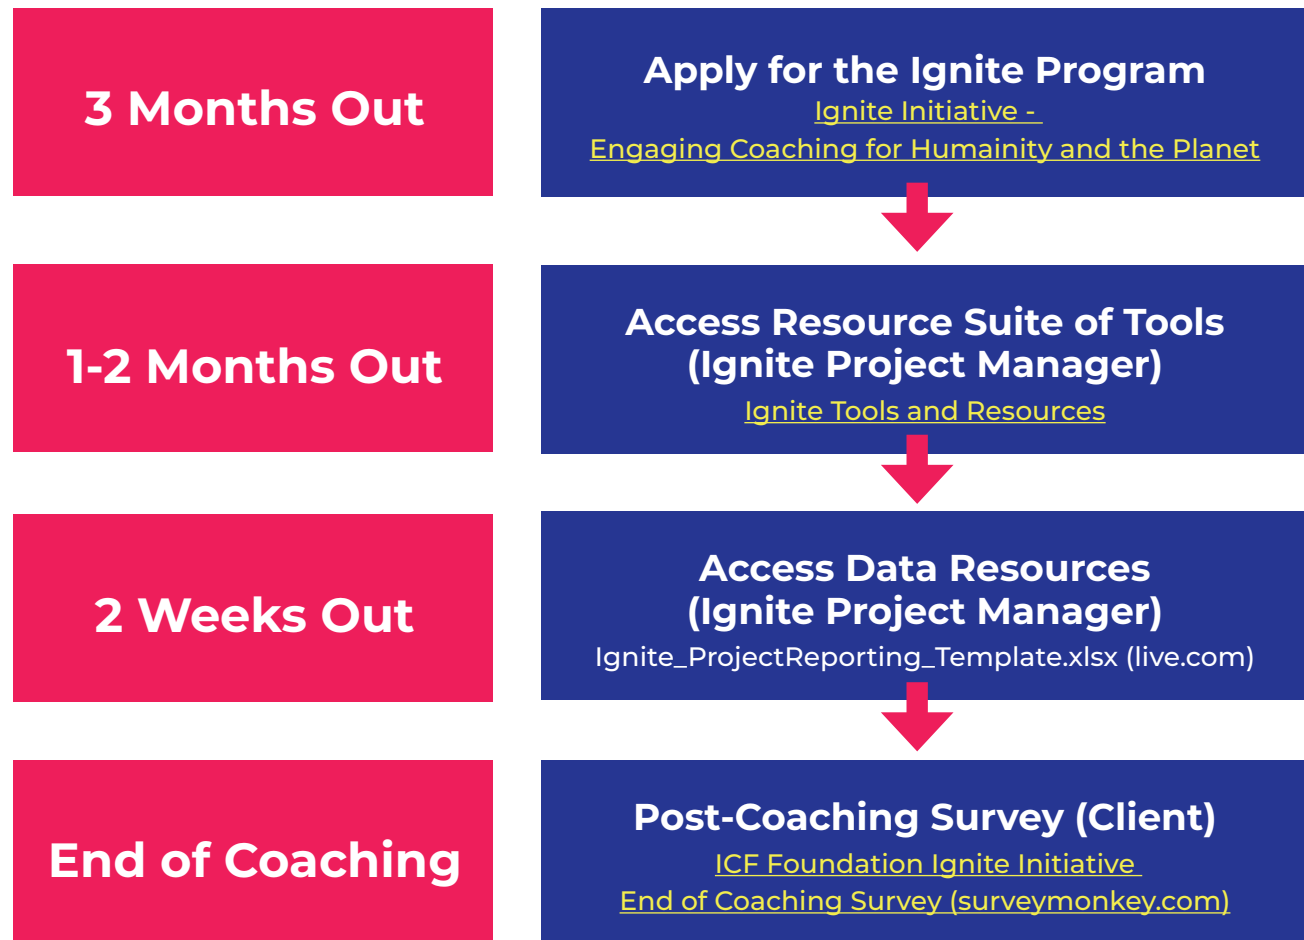 3 Months Out
Apply for the Ignite Program
Ignite Initiative -
Engaging Coaching for Humainity and the Planet
1-2 Months Out
Access Resource Suite of Tools
(Ignite Project Manager)
Ignite Tools and Resources
2 Weeks Out
Access Data Resources
(Ignite Project Manager)
Ignite_ProjectReporting_Template.xlsx (live.com)
End of Coaching
Post-Coaching Survey (Client)
ICF Foundation Ignite Initiative
End of Coaching Survey (surveymonkey.com)